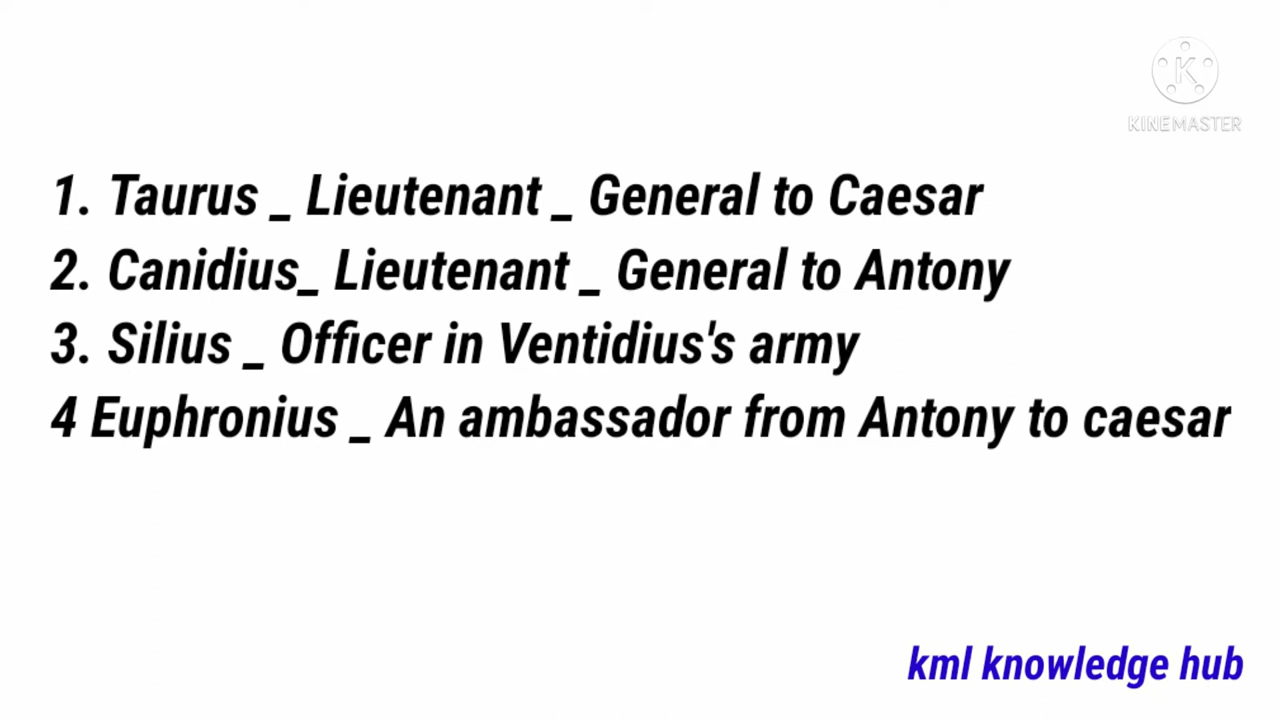 KINEMASTER
1. Taurus _ Lieutenant _ General to Caesar
2. Canidius_ Lieutenant _ General to Antony
3. Silius _ Officer in Ventidius's army
4 Euphronius _ An ambassador from Antony to caesar
kml knowledge hub